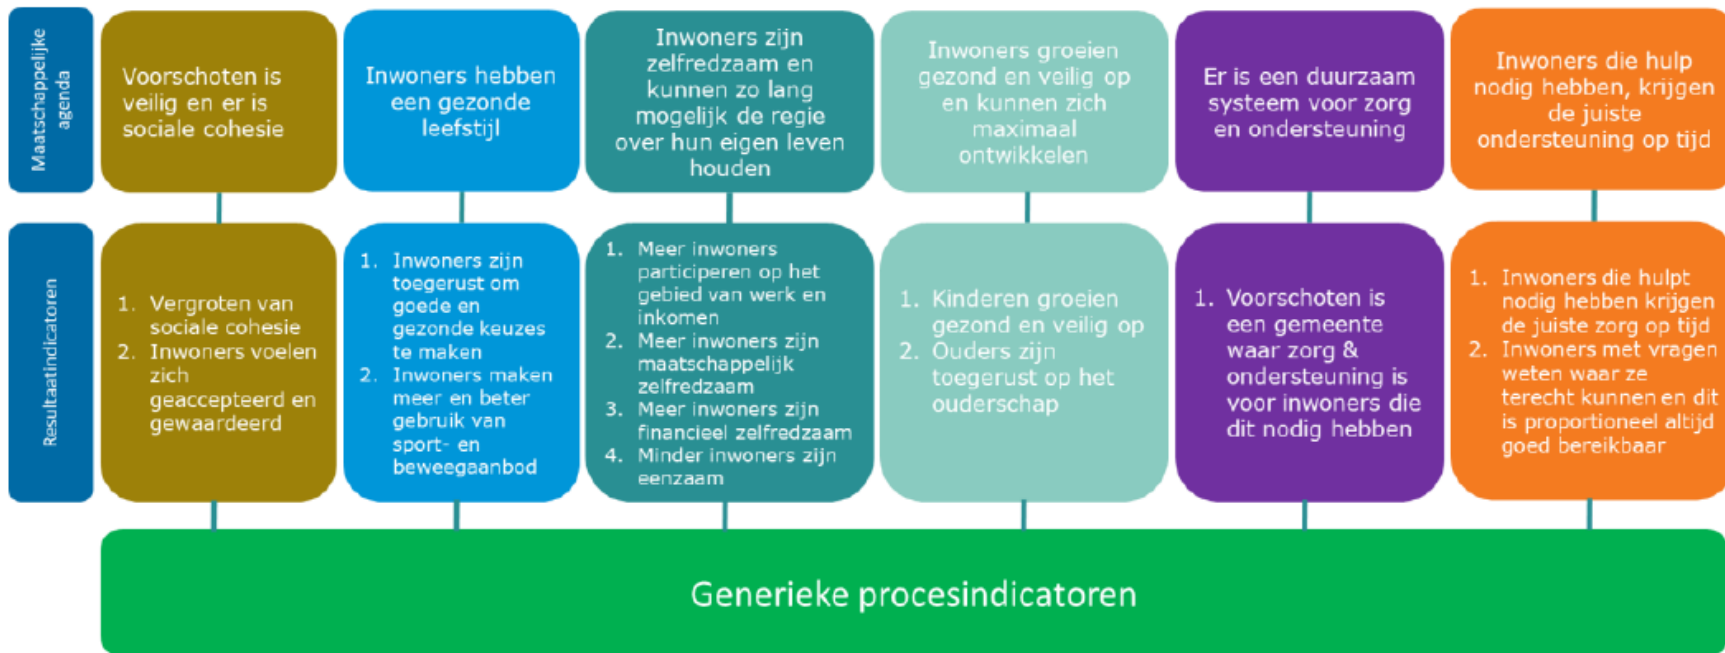 Maatschappelijke
agenda
Voorschoten is
veilig en er is
sociale cohesie
Inwoners hebben
een gezonde
leefstijl
Inwoners zijn
zelfredzaam en
kunnen zo lang
mogelijk de regie
over hun eigen leven
houden
Inwoners groeien
gezond en veilig op
en kunnen zich
maximaal
ontwikkelen
Er is een duurzaam
systeem voor zorg
en ondersteuning
Inwoners die hulp
nodig hebben, krijgen
de juiste
ondersteuning op tijd
Resultaatindicatoren
1. Vergroten van
sociale cohesie
2. Inwoners voelen
zich
geaccepteerd en
gewaardeerd
1. Inwoners zijn
toegerust om
goede en
gezonde keuzes
te maken
2. Inwoners maken
meer en beter
gebruik van
sport- en
beweegaanbod
1. Meer inwoners
participeren op het
gebied van werk en
inkomen
2. Meer inwoners zijn
maatschappelijk
zelfredzaam
3. Meer inwoners zijn
financieel zelfredzaam
4. Minder inwoners zijn
eenzaam
1. Kinderen groeien
gezond en veilig op
2. Ouders zijn
toegerust op het
ouderschap
1. Voorschoten is
een gemeente
waar zorg &
ondersteuning is
voor inwoners die
dit nodig hebben
1. Inwoners die hulpt
nodig hebben krijgen
de juiste zorg op tijd
2. Inwoners met vragen
weten waar ze
terecht kunnen en dit
is proportioneel altijd
goed bereikbaar
Generieke procesindicatoren